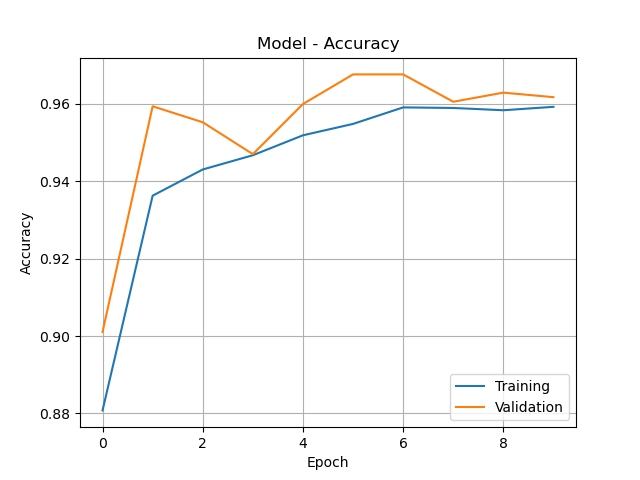 Model - Accuracy
Accuracy
0.96
0.94
0.92
0.90
0.88
0 2 4 6 8
Epoch
Training
Validation